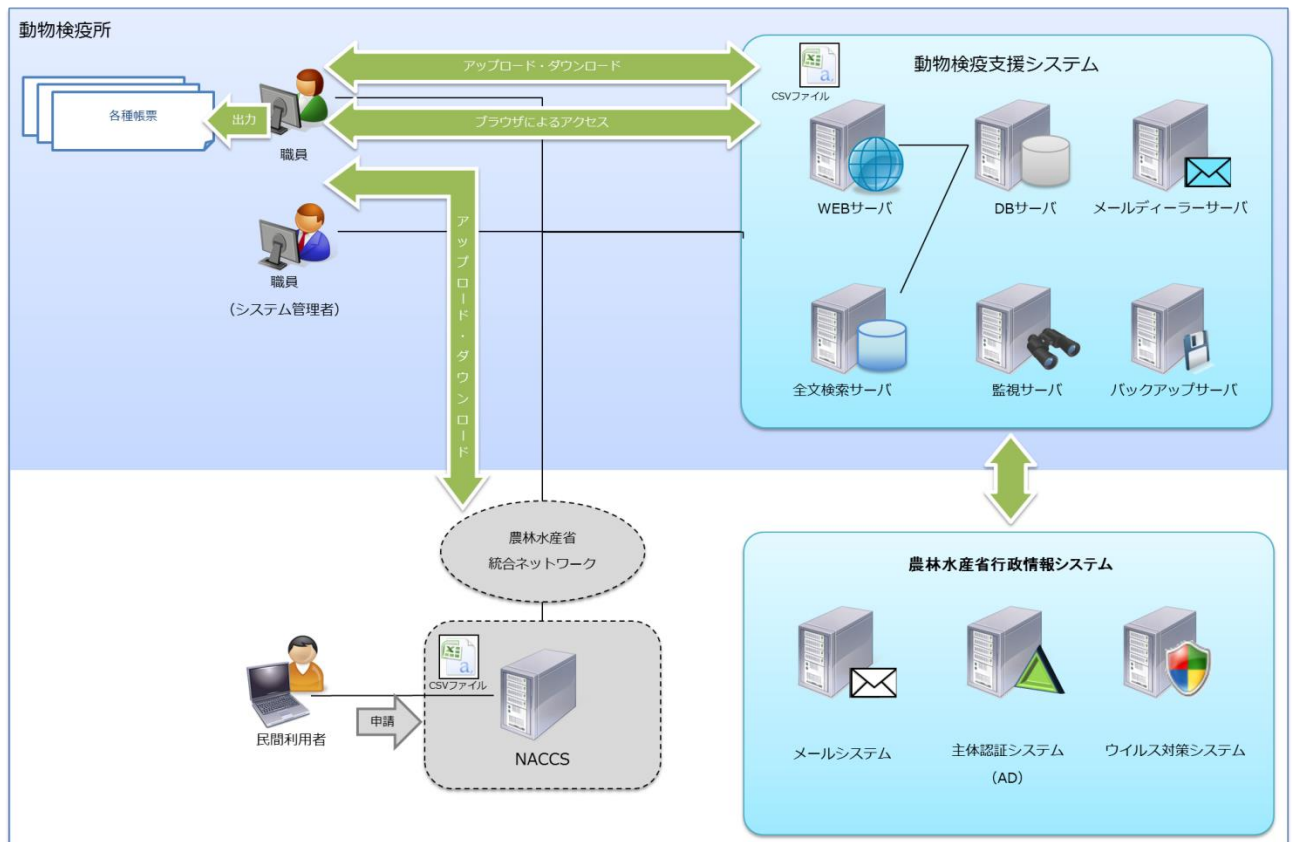 動物検疫所
各種帳票
出力
職員
アップロード・ダウンロード
ブラウザによるアクセス
職員
（システム管理者）
アップロード・ダウンロード
動物検疫支援システム
CSVファイル
WEBサーバ
DBサーバ
メールディーラーサーバ
全文検索サーバ
監視サーバ
バックアップサーバ
農林水産省
統合ネットワーク
民間利用者
申請
CSVファイル
NACCS
農林水産省行政情報システム
メールシステム
主体認証システム
（AD）
ウイルス対策システム